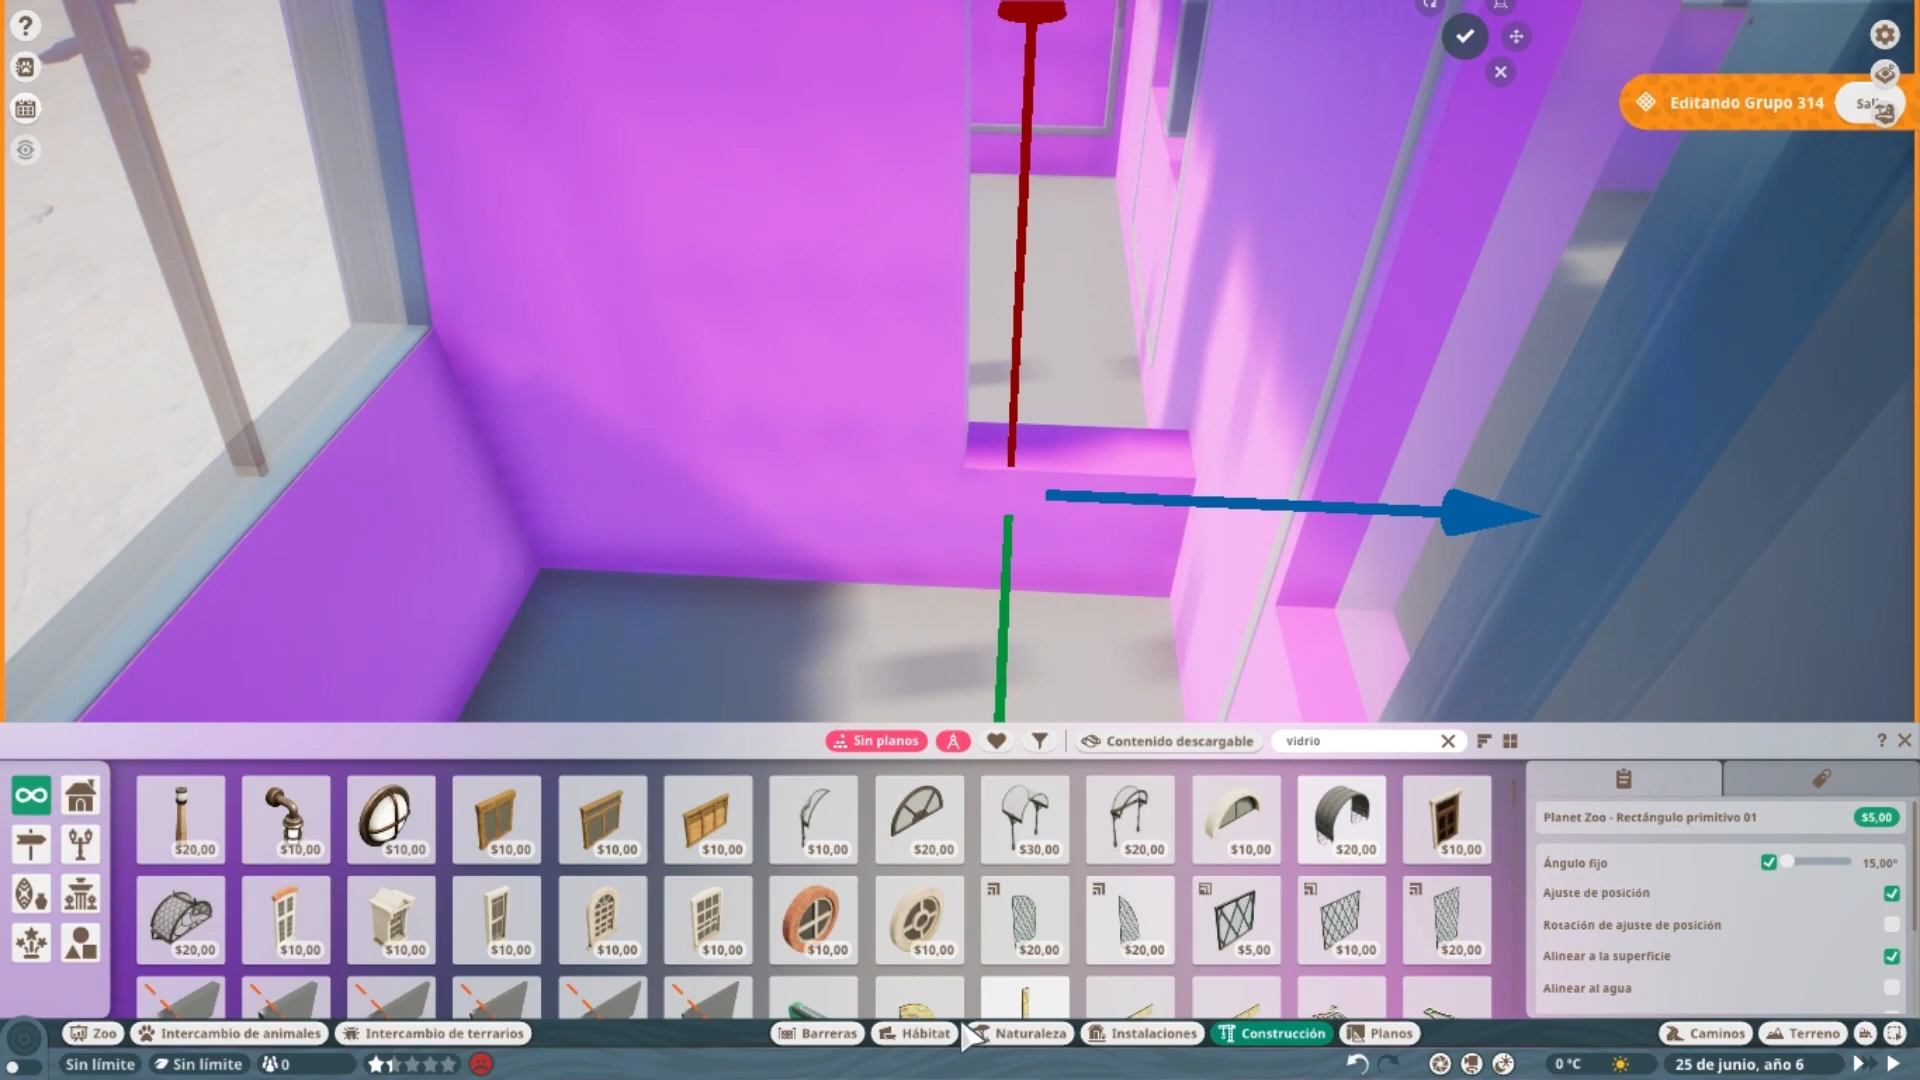 ?
Editando Grupo 314
Sin planos
Contenido descargable
vidrio
?
$20,00
$10,00
$10,00
$10,00
$10,00
$10,00
$10,00
$20,00
$30,00
$20,00
$10,00
$20,00
$10,00
$20,00
$10,00
$10,00
$10,00
$10,00
$10,00
$10,00
$10,00
$20,00
$20,00
$5,00
$10,00
$20,00
Planet Zoo - Rectángulo primitivo 01
$5,00
Ángulo fijo
15,00°
Ajuste de posición
Rotación de ajuste de posición
Alinear a la superficie
Alinear al agua
Zoo
Intercambio de animales
Intercambio de terrarios
Barreras
Hábitat
Naturaleza
Instalaciones
Construcción
Planos
Caminos
Terreno
Sin límite
Sin límite
0
0 °C
25 de junio, año 6